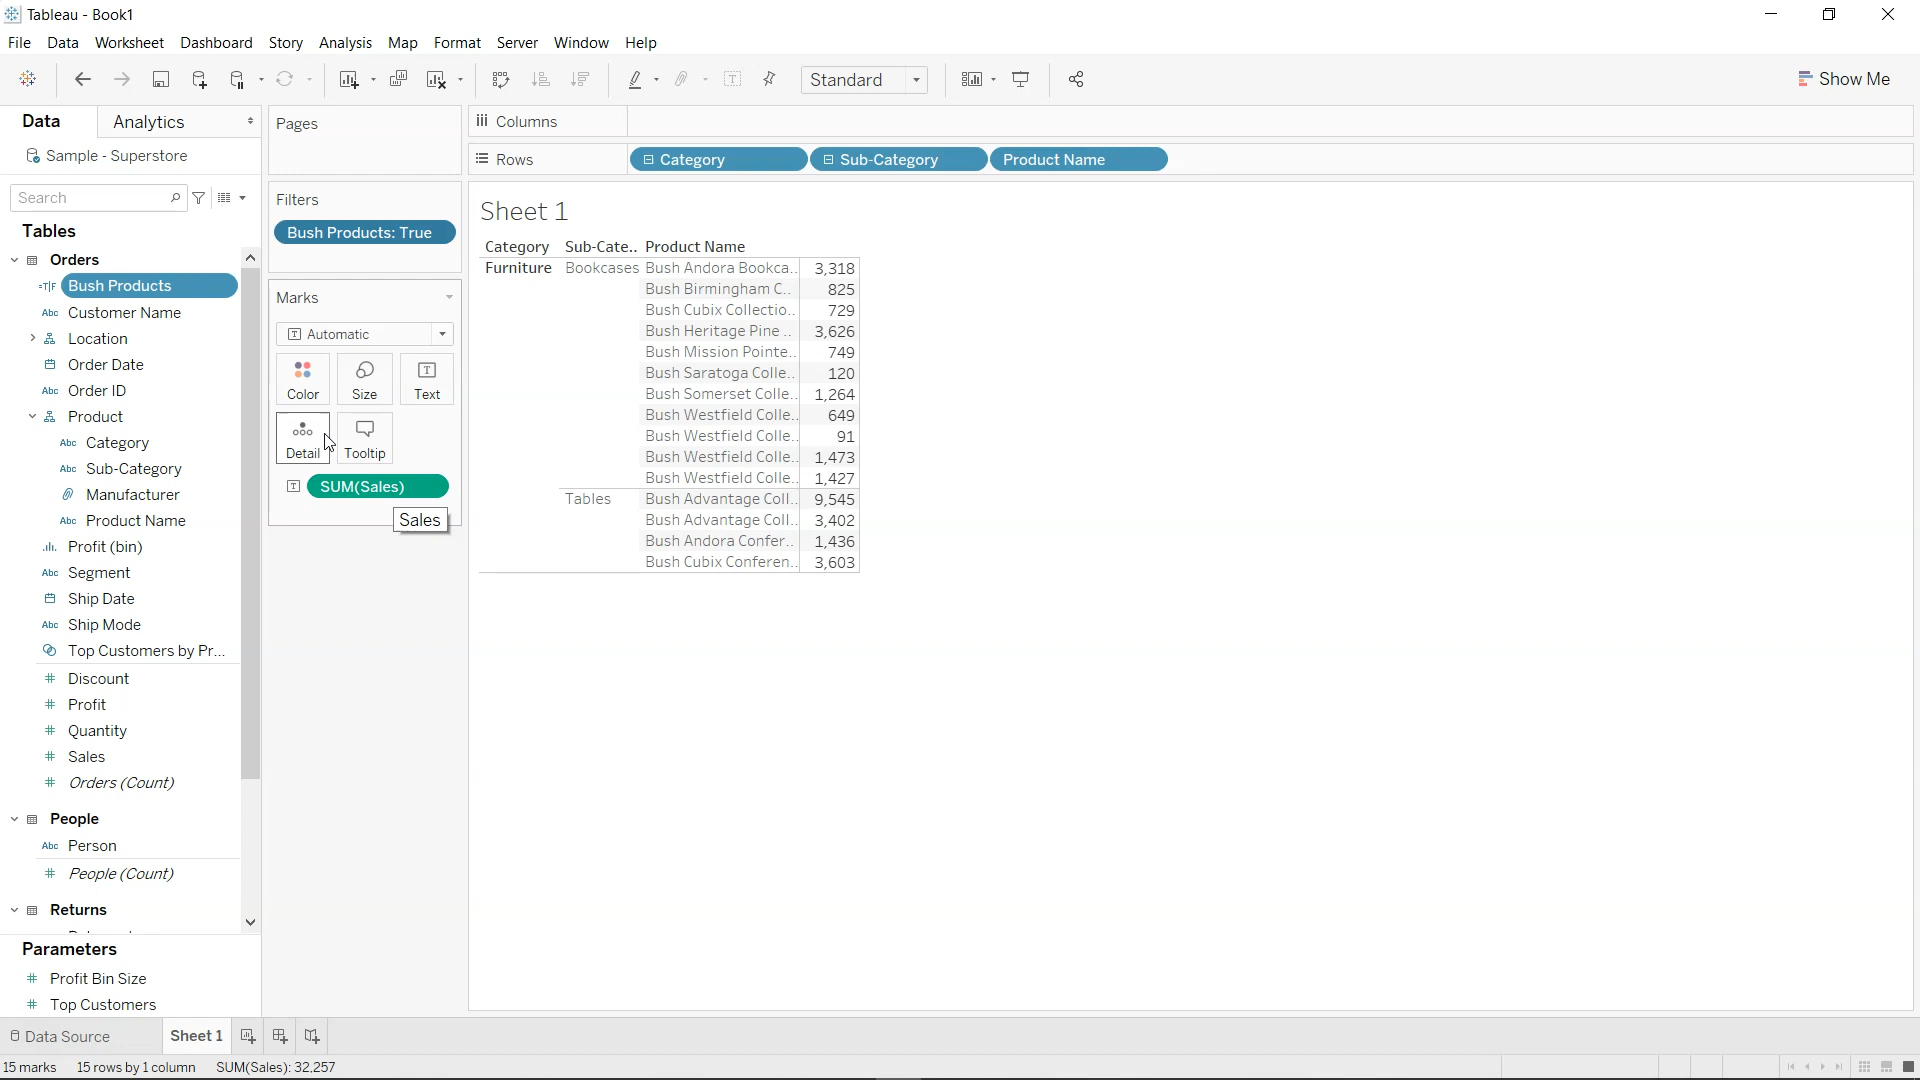 Tableau - Book1
File Data Worksheet Dashboard Story Analysis Map Format Server Window Help
Standard
Show Me
Data Analytics
Sample - Superstore
Search
Tables
Orders
=T|F Bush Products
Abc Customer Name
Location
Order Date
Abc Order ID
Product
Abc Category
Abc Sub-Category
Manufacturer
Abc Product Name
Profit (bin)
Abc Segment
Ship Date
Abc Ship Mode
Top Customers by Pr...
# Discount
# Profit
# Quantity
# Sales
# Orders (Count)
People
Abc Person
# People (Count)
Returns
Parameters
# Profit Bin Size
# Top Customers
Pages
Filters
Bush Products: True
Marks
T Automatic
Color Size Text
Detail Tooltip
T SUM(Sales)
Sales
Columns
Rows Category Sub-Category Product Name
Sheet 1
Category Sub-Cate.. Product Name
Furniture Bookcases Bush Andora Bookca.. 3,318
Bush Birmingham C.. 825
Bush Cubix Collectio.. 729
Bush Heritage Pine .. 3,626
Bush Mission Pointe.. 749
Bush Saratoga Colle.. 120
Bush Somerset Colle.. 1,264
Bush Westfield Colle.. 649
Bush Westfield Colle.. 91
Bush Westfield Colle.. 1,473
Bush Westfield Colle.. 1,427
Tables Bush Advantage Coll.. 9,545
Bush Advantage Coll.. 3,402
Bush Andora Confer.. 1,436
Bush Cubix Conferen.. 3,603
Data Source Sheet 1
15 marks 15 rows by 1 column SUM(Sales): 32,257